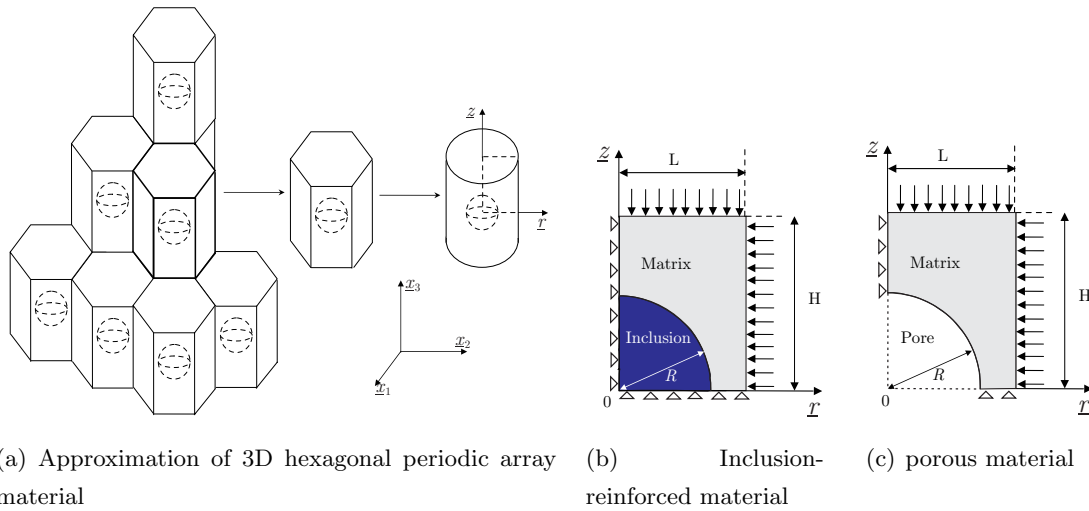 z
r
x3
x2
x1
z
L
H
Matrix
Inclusion
R
0
r
z
L
H
Matrix
Pore
R
0
r
(a) Approximation of 3D hexagonal periodic array
material
(b) Inclusion-
reinforced material
(c) porous material